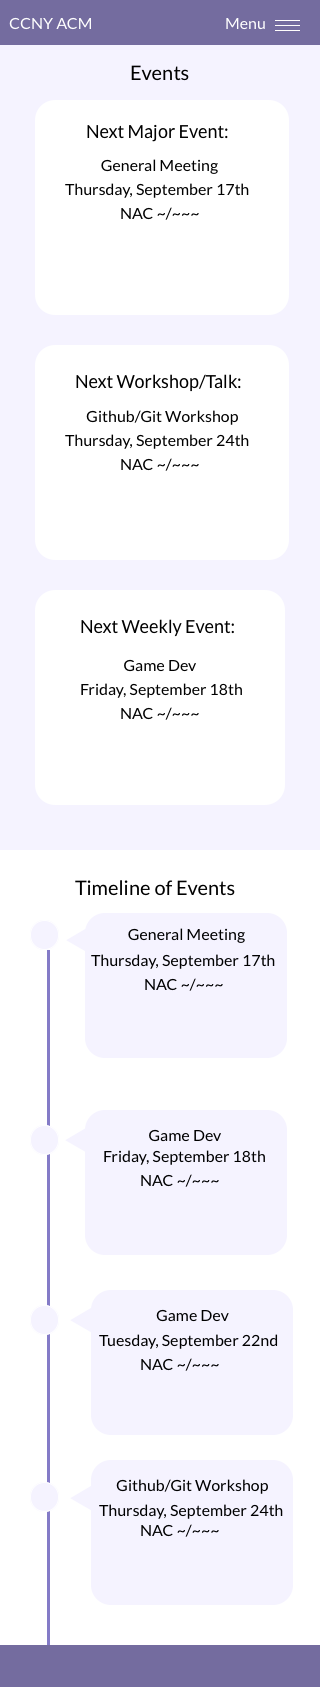 CCNY ACM
Menu
Events
Next Major Event:
General Meeting
Thursday, September 17th
NAC ~/~~~
Next Workshop/Talk:
Github/Git Workshop
Thursday, September 24th
NAC ~/~~~
Next Weekly Event:
Game Dev
Friday, September 18th
NAC ~/~~~
Timeline of Events
General Meeting
Thursday, September 17th
NAC ~/~~~
Game Dev
Friday, September 18th
NAC ~/~~~
Game Dev
Tuesday, September 22nd
NAC ~/~~~
Github/Git Workshop
Thursday, September 24th
NAC ~/~~~